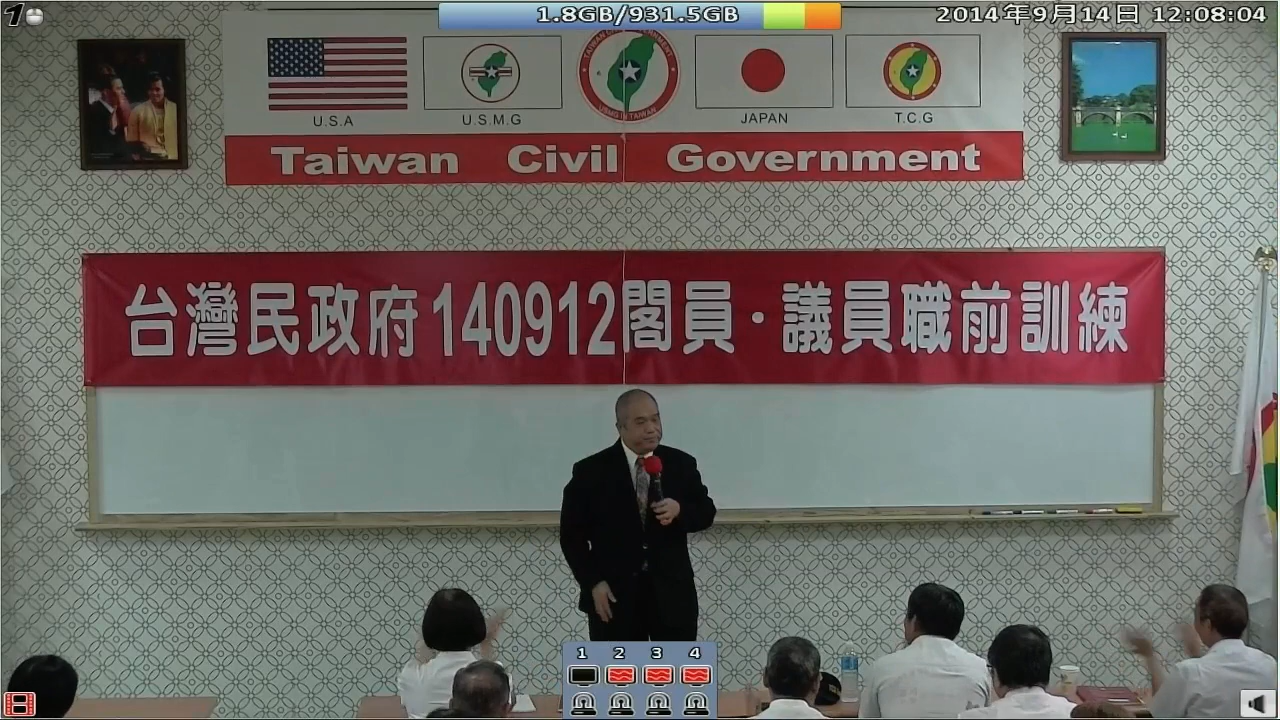 1
1.8GB/931.5GB
2014年9月14日 12:08:04
U.S.A
U.S.M.G
JAPAN
T.C.G
Taiwan Civil Government
台灣民政府140912閣員·議員職前訓練
1 2 3 4